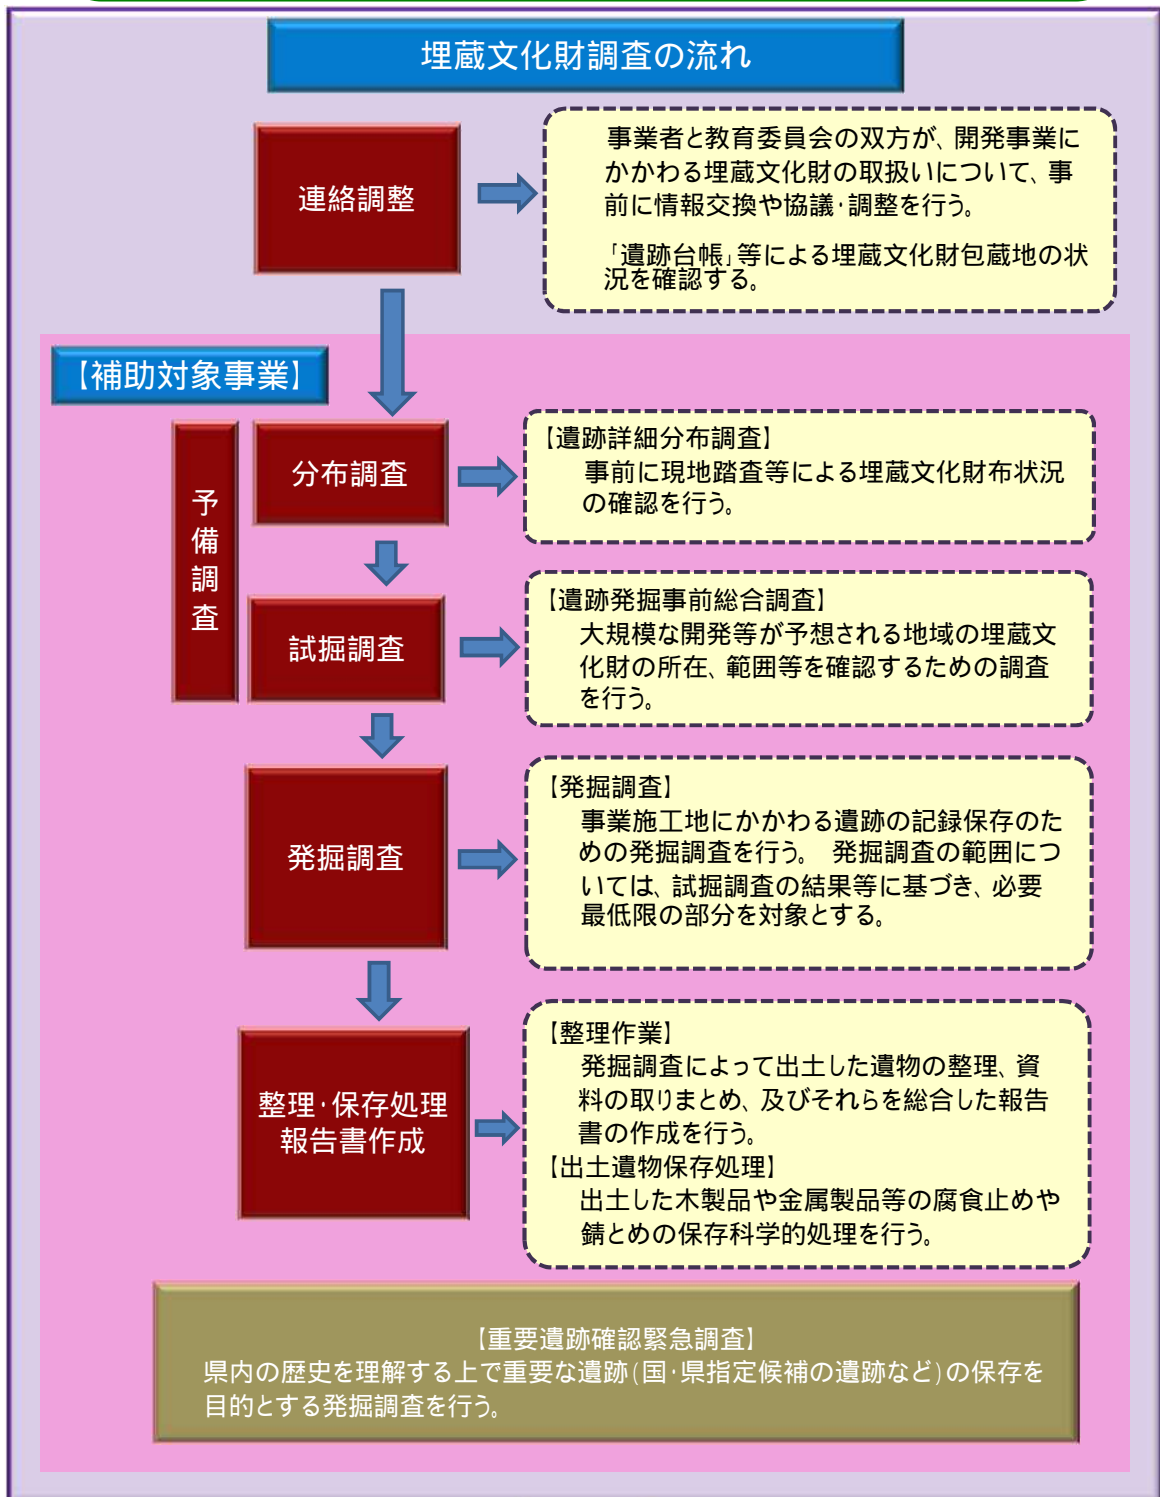 埋蔵文化財調査の流れ
連絡調整
事業者と教育委員会の双方が、開発事業に
かかわる埋蔵文化財の取扱いについて、事
前に情報交換や協議・調整を行う。
「遺跡台帳」等による埋蔵文化財包蔵地の状
況を確認する。
【補助対象事業】
予備調査
分布調査
【遺跡詳細分布調査】
事前に現地踏査等による埋蔵文化財布状況
の確認を行う。
試掘調査
【遺跡発掘事前総合調査】
大規模な開発等が予想される地域の埋蔵文
化財の所在、範囲等を確認するための調査
を行う。
発掘調査
【発掘調査】
事業施工地にかかわる遺跡の記録保存のた
めの発掘調査を行う。 発掘調査の範囲につ
いては、試掘調査の結果等に基づき、必要
最低限の部分を対象とする。
整理・保存処理
報告書作成
【整理作業】
発掘調査によって出土した遺物の整理、資
料の取りまとめ、及びそれらを総合した報告
書の作成を行う。
【出土遺物保存処理】
出土した木製品や金属製品等の腐食止めや
錆とめの保存科学的処理を行う。
【重要遺跡確認緊急調査】
県内の歴史を理解する上で重要な遺跡(国・県指定候補の遺跡など)の保存を
目的とする発掘調査を行う。